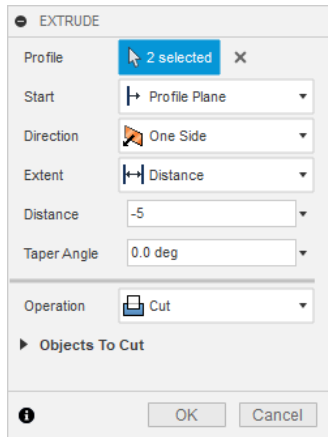 EXTRUDE
Profile 2 selected
Start Profile Plane
Direction One Side
Extent Distance
Distance -5
Taper Angle 0.0 deg
Operation Cut
Objects To Cut
OK Cancel